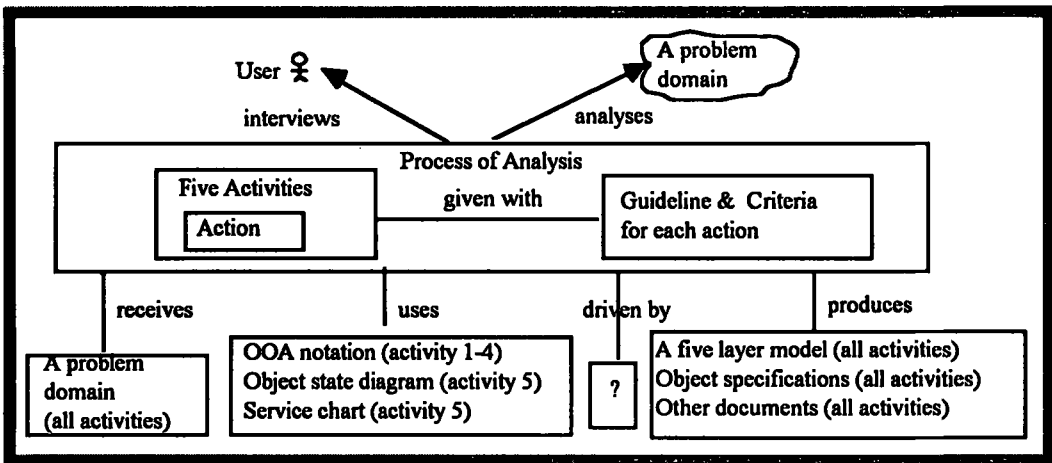 User
A problem
domain
interviews
analyses
Process of Analysis
Five Activities
Action
given with
Guideline & Criteria
for each action
receives
uses
driven by
produces
A problem
domain
(all activities)
OOA notation (activity 1-4)
Object state diagram (activity 5)
Service chart (activity 5)
?
A five layer model (all activities)
Object specifications (all activities)
Other documents (all activities)